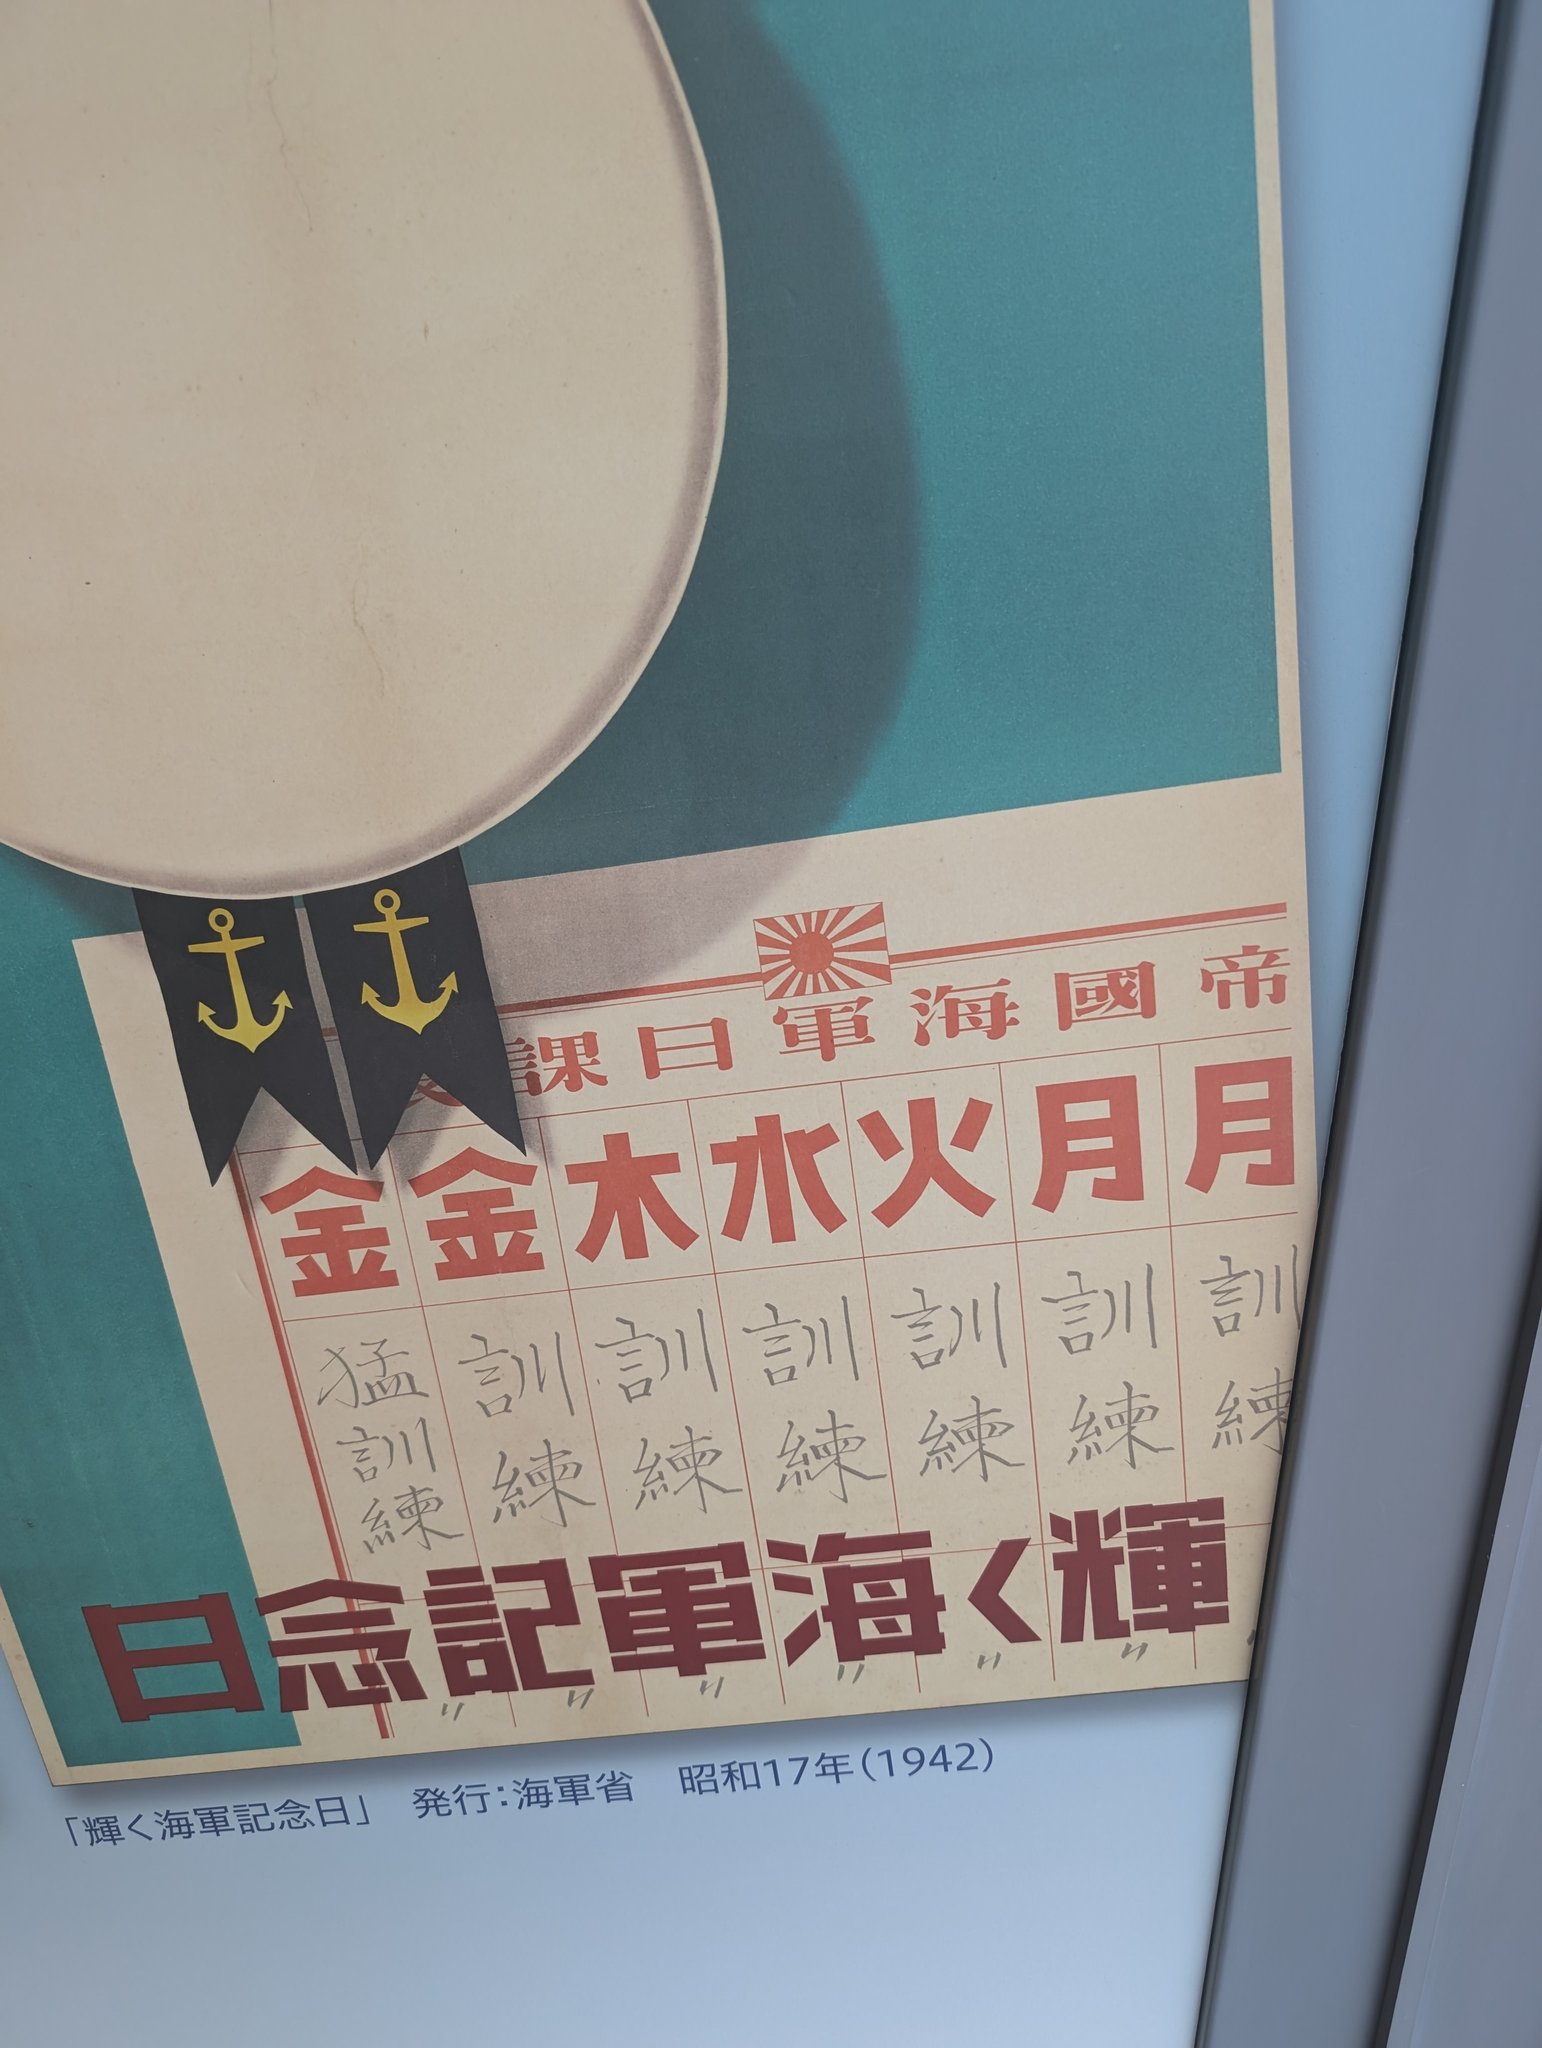 帝國海軍日課
月月火水木金金
訓練
訓練
訓練
訓練
訓練
訓練
猛訓練
〃 〃 〃 〃 〃 〃
輝く海軍記念日
「輝く海軍記念日」 発行:海軍省 昭和17年(1942)